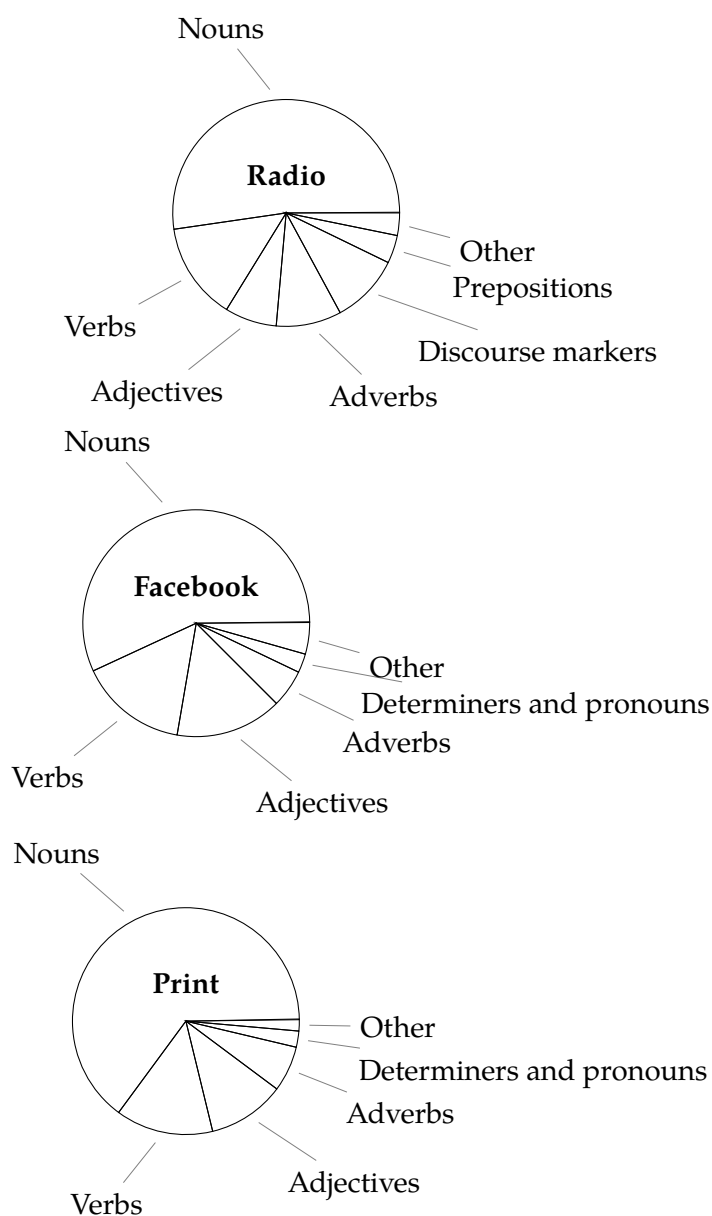 Nouns
Radio
Other
Prepositions
Verbs
Discourse markers
Adjectives
Adverbs
Nouns
Facebook
Other
Determiners and pronouns
Adverbs
Verbs
Adjectives
Nouns
Print
Other
Determiners and pronouns
Adverbs
Adjectives
Verbs